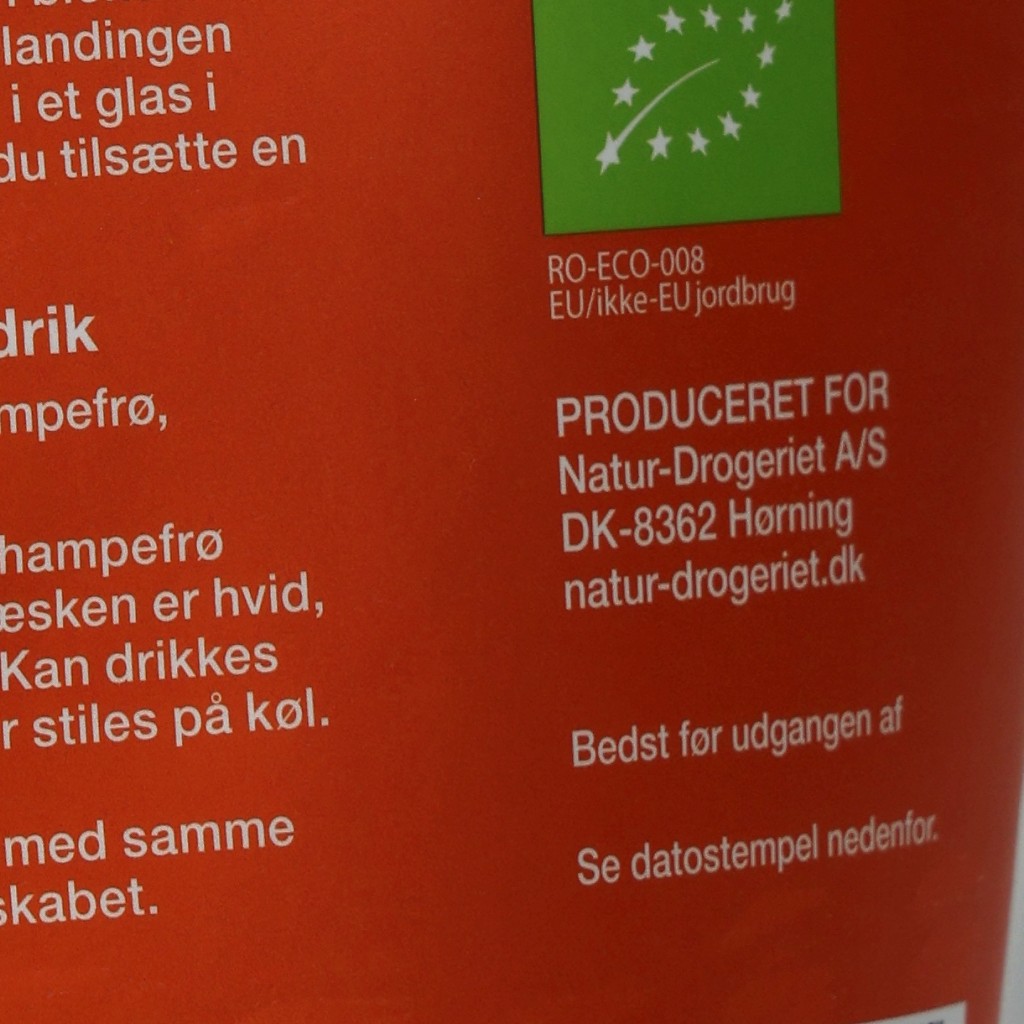 landingen
i et glas i
du tilsætte en
drik
mpefrø,
hampefrø
æsken er hvid,
Kan drikkes
r stiles på køl.
med samme
skabet.
RO-ECO-008
EU/ikke-EU jordbrug
PRODUCERET FOR
Natur-Drogeriet A/S
DK-8362 Hørning
natur-drogeriet.dk
Bedst før udgangen af
Se datostempel nedenfor.